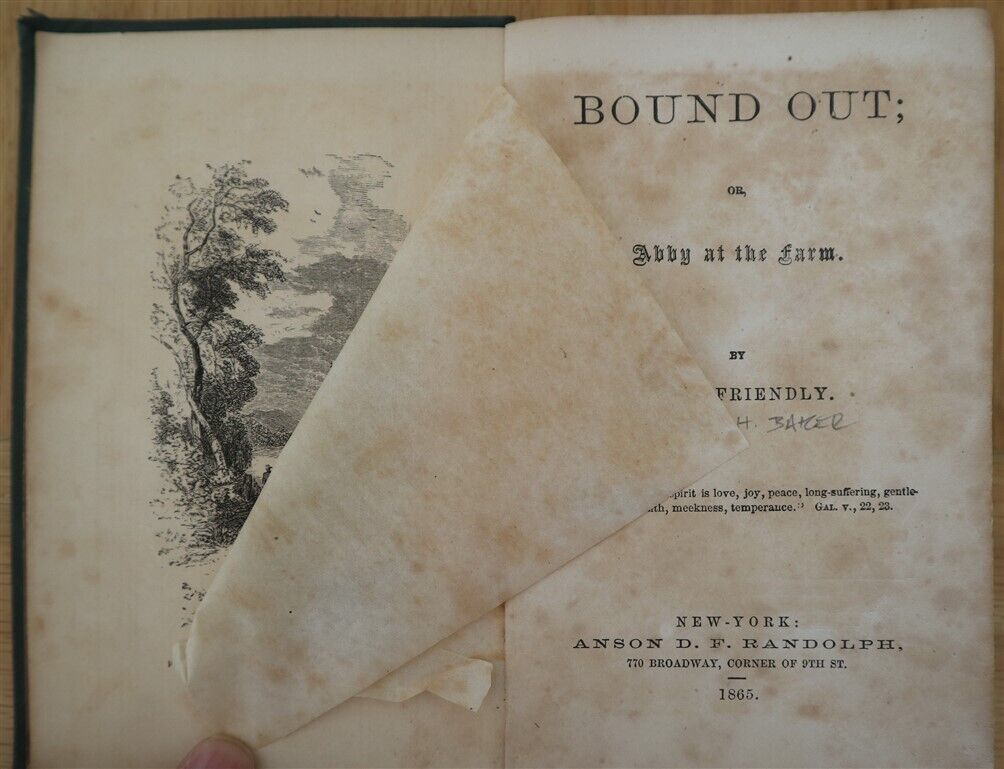 BOUND OUT;
OR,
Abby at the Farm.
BY
FRIENDLY.
H. BAKER
spirit is love, joy, peace, long-suffering, gentle-
meekness, temperance." GAL. V., 22, 23.
NEW-YORK:
ANSON D. F. RANDOLPH,
770 BROADWAY, CORNER OF 9TH ST.
1865.